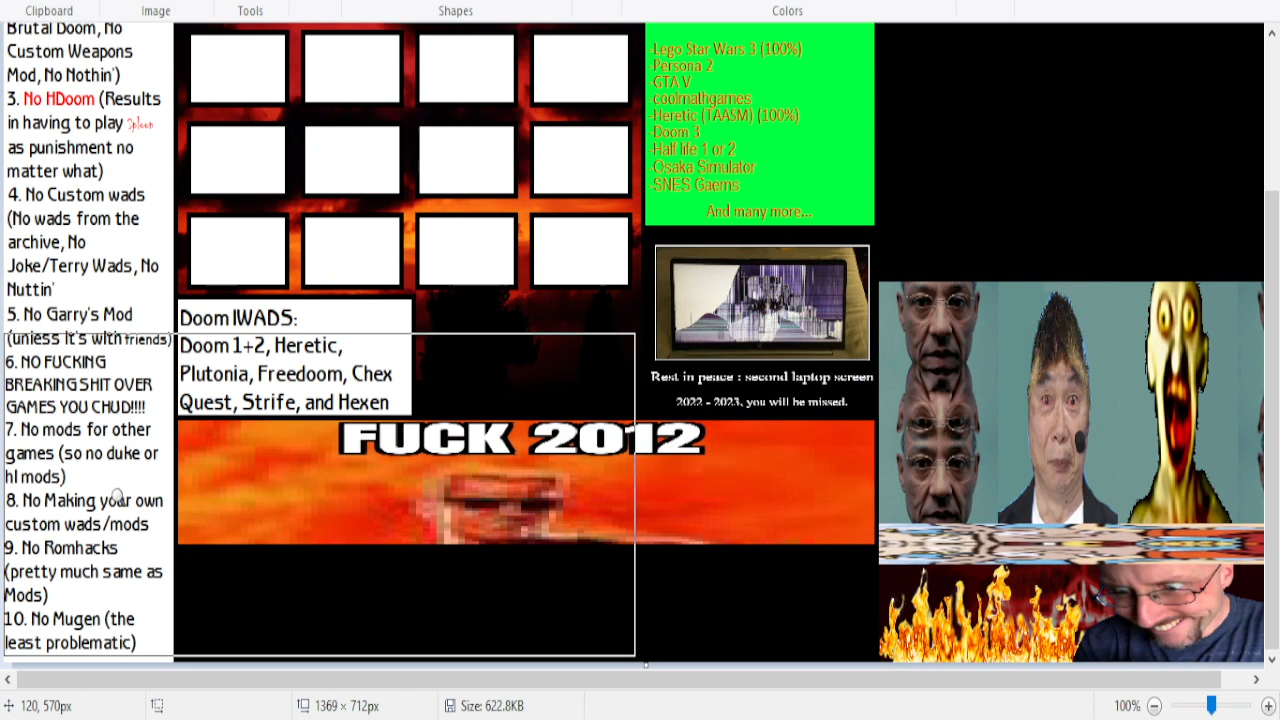 Clipboard
Image
Tools
Shapes
Colors
Brutal Doom, No
Custom Weapons
Mod, No Nothin')
3. No HDoom (Results
in having to play Sploon
as punishment no
matter what)
4. No Custom wads
(No wads from the
archive, No
Joke/Terry Wads, No
Nuttin'
5. No Garry's Mod
(unless it's with friends)
6. NO FUCKING
BREAKING SHIT OVER
GAMES YOU CHUD!!!!
7. No mods for other
games (so no duke or
hl mods)
8. No Making your own
custom wads/mods
9. No Romhacks
(pretty much same as
Mods)
10. No Mugen (the
least problematic)
Doom IWADS:
Doom 1+2, Heretic,
Plutonia, Freedoom, Chex
Quest, Strife, and Hexen
FUCK 2012
-Lego Star Wars 3 (100%)
-Persona 2
-GTA V
-coolmathgames
-Heretic (TAASM) (100%)
-Doom 3
-Half life 1 or 2
-Osaka Simulator
-SNES Gaems
And many more...
Rest in peace : second laptop screen
2022 - 2023, you will be missed.
120, 570px
1369 × 712px
Size: 622.8KB
100%